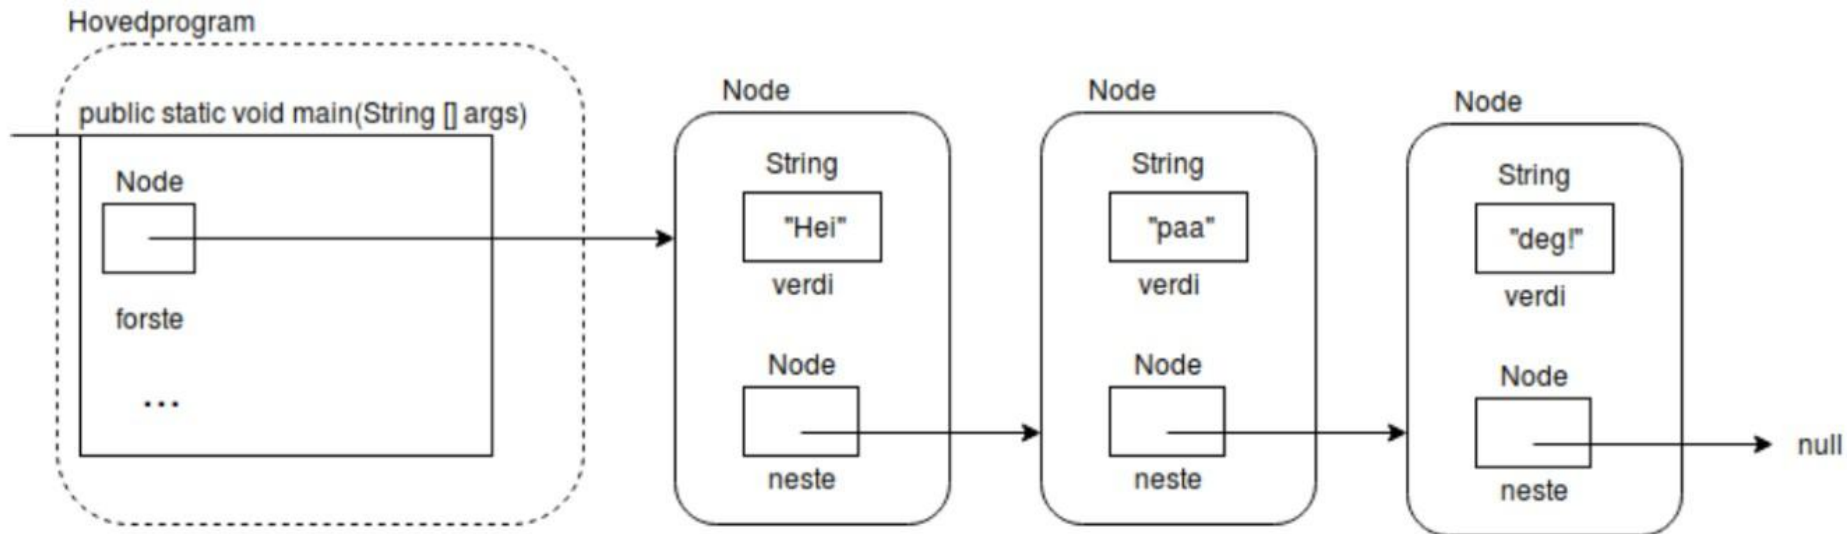 Hovedprogram
public static void main(String [] args)
Node
forste
...
Node
String
"Hei"
verdi
Node
neste
Node
String
"paa"
verdi
Node
neste
Node
String
"deg!"
verdi
Node
neste
null